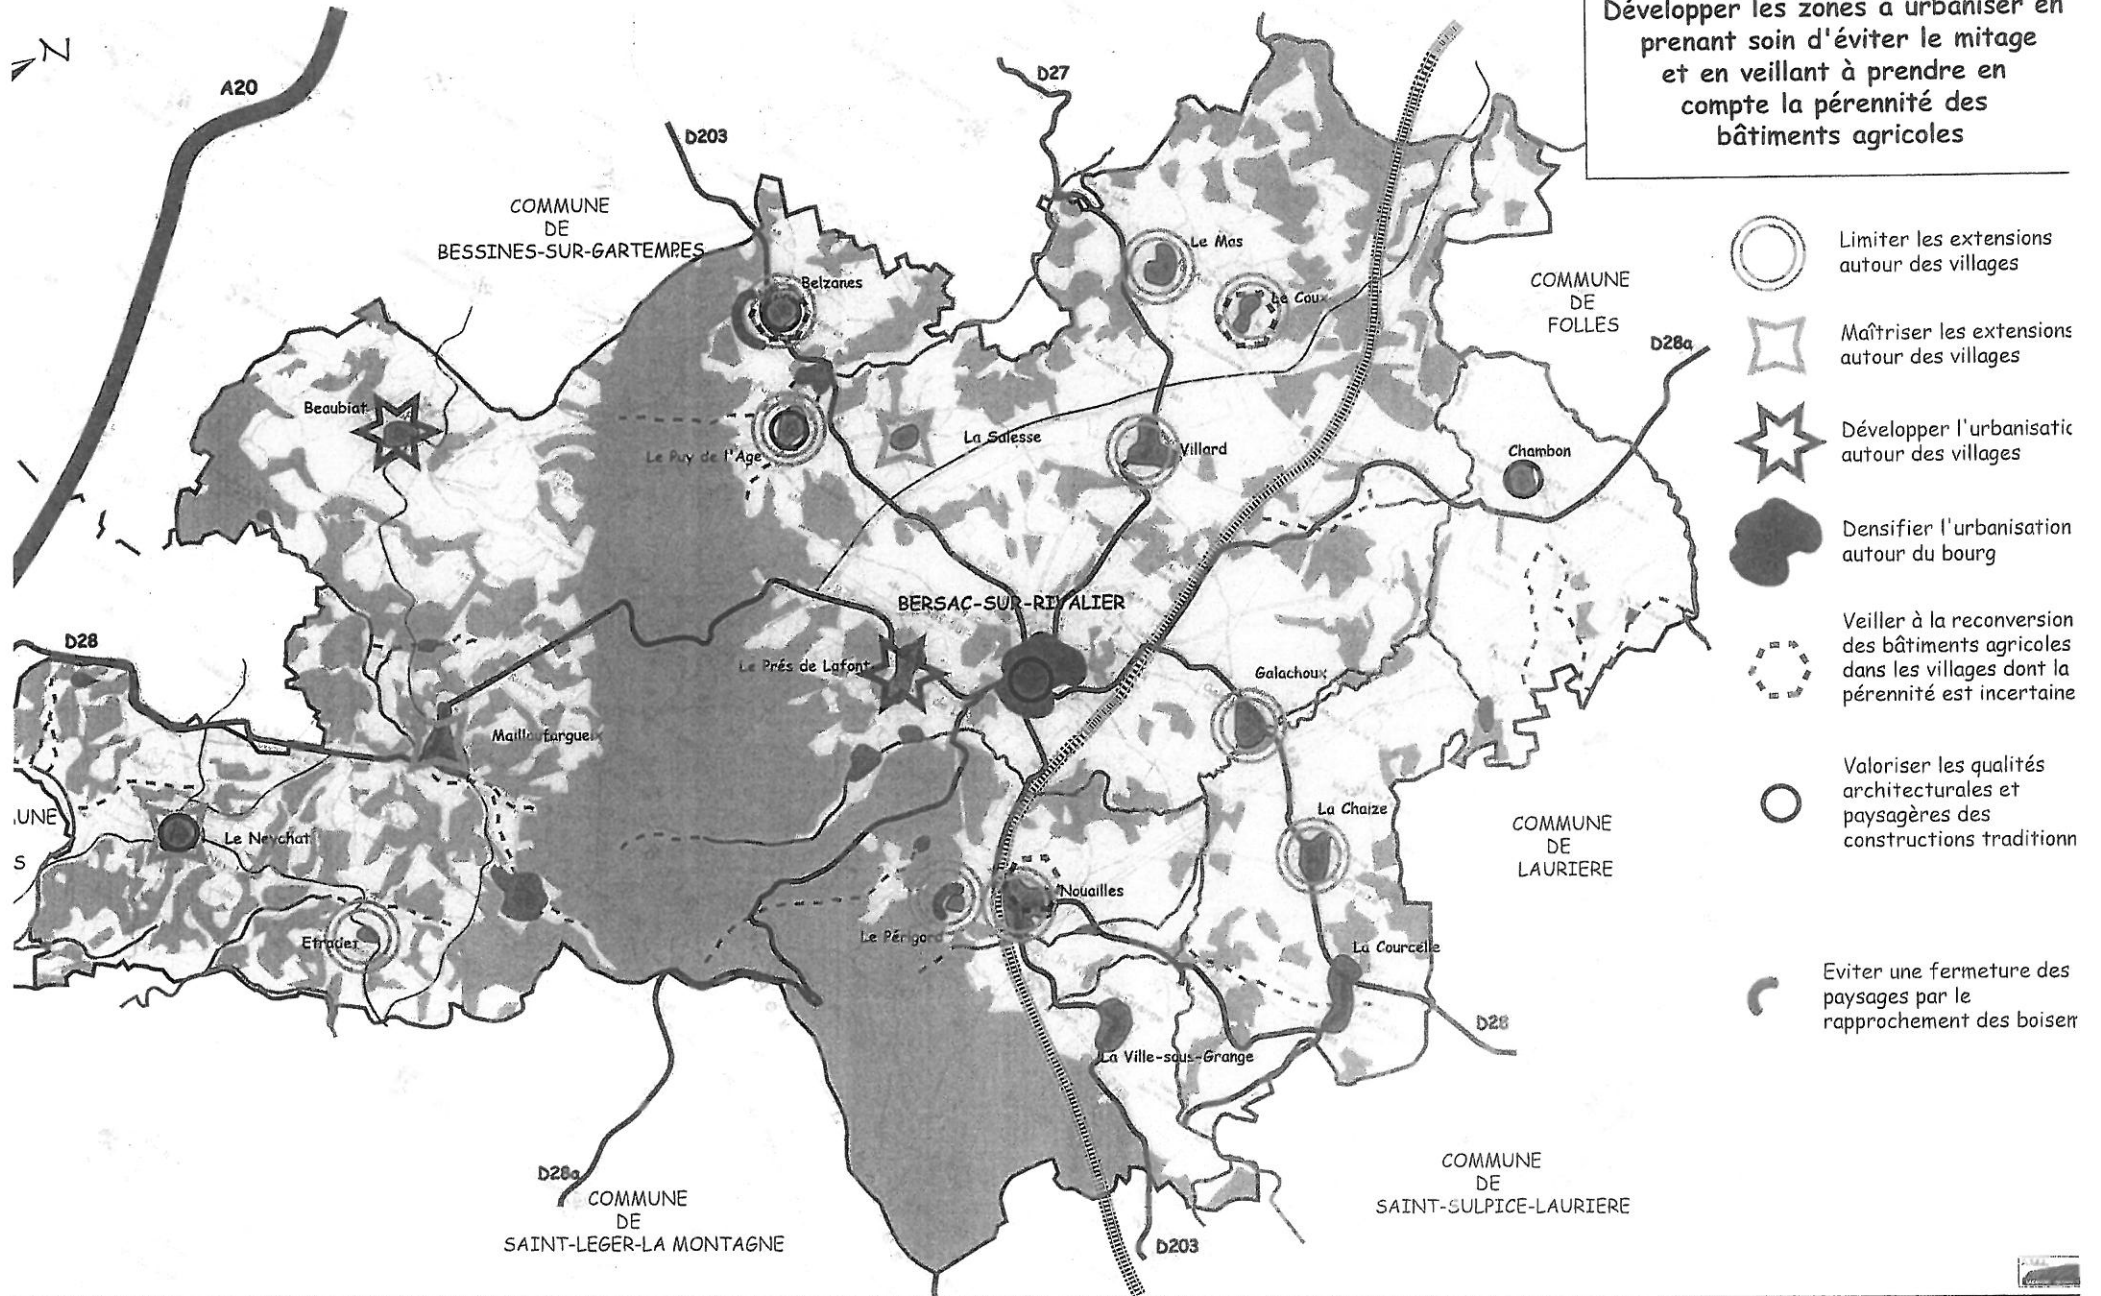 Développer les zones à urbaniser en
prenant soin d'éviter le mitage
et en veillant à prendre en
compte la pérennité des
bâtiments agricoles
N
A20
D27
D203
COMMUNE
DE
BESSINES-SUR-GARTEMPES
Le Mas
Belzanes
Le Coux
COMMUNE
DE
FOLLES
D28a
Beaubiat
La Salesse
Le Puy de l'Age
Villard
Chambon
BERSAC-SUR-RIVALIER
D28
Le Prés de Lafont
Galachoux
Maillaufargueix
UNE
S
Le Neychat
La Chaize
COMMUNE
DE
LAURIERE
Nouailles
Etrades
Le Périgord
La Courcelle
D28
La Ville-sous-Grange
D28a
COMMUNE
DE
SAINT-LEGER-LA MONTAGNE
COMMUNE
DE
SAINT-SULPICE-LAURIERE
D203
Limiter les extensions
autour des villages
Maîtriser les extensions
autour des villages
Développer l'urbanisatic
autour des villages
Densifier l'urbanisation
autour du bourg
Veiller à la reconversion
des bâtiments agricoles
dans les villages dont la
pérennité est incertaine
Valoriser les qualités
architecturales et
paysagères des
constructions traditionn
Eviter une fermeture des
paysages par le
rapprochement des boisem